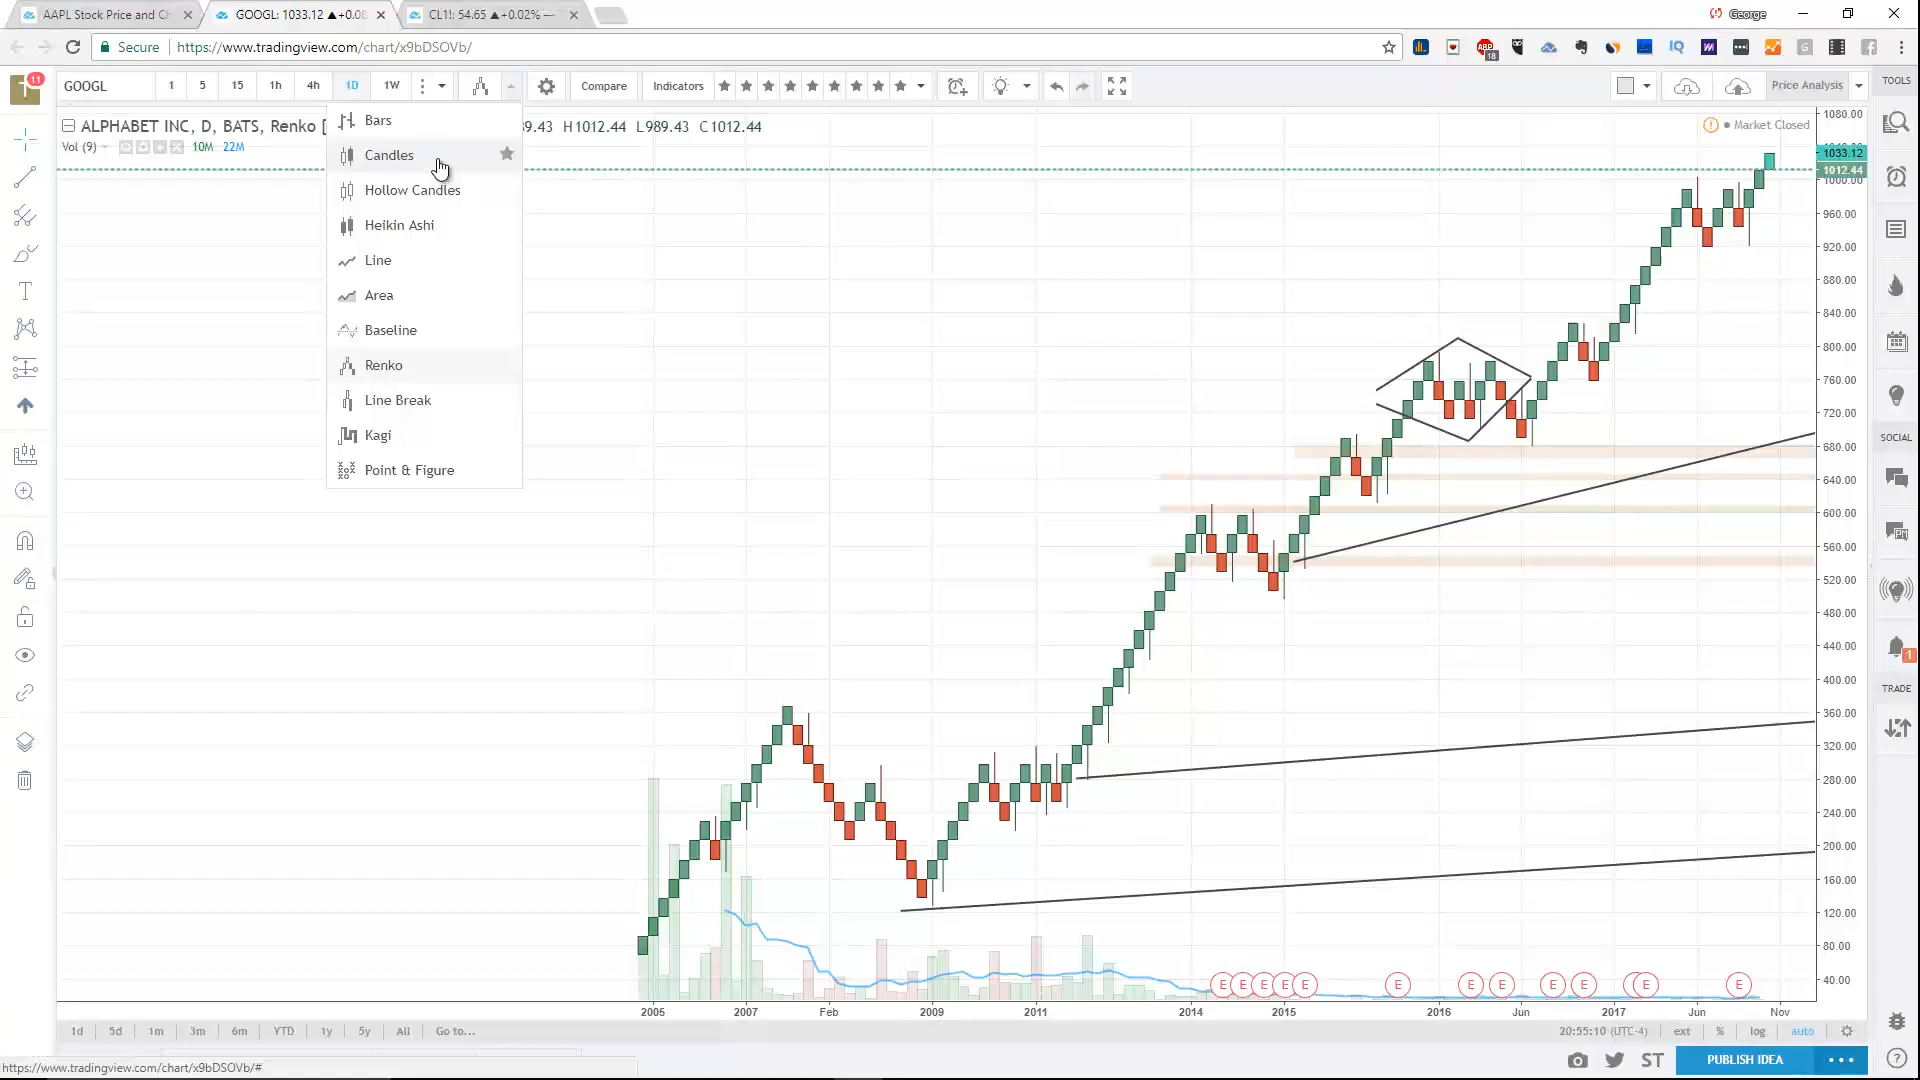 AAPL Stock Price and Ch
GOOGL: 1033.12 ▲+0.08
CL1!: 54.65 ▲+0.02% —
George
Secure
https://www.tradingview.com/chart/x9bDSOVb/
ABP
18
IQ
11
GOOGL
1
5
15
1h
4h
1D
1W
Compare
Indicators
Price Analysis
TOOLS
ALPHABET INC, D, BATS, Renko [
89.43 H1012.44 L989.43 C1012.44
Vol (9)
10M
22M
Market Closed
Bars
Candles
Hollow Candles
Heikin Ashi
Line
Area
Baseline
Renko
Line Break
Kagi
Point & Figure
1080.00
1033.12
1012.44
1000.00
960.00
920.00
880.00
840.00
800.00
760.00
720.00
680.00
640.00
600.00
560.00
520.00
480.00
440.00
400.00
360.00
320.00
280.00
240.00
200.00
160.00
120.00
80.00
40.00
SOCIAL
1
TRADE
E E E E E E E E E E E E
2005
2007
Feb
2009
2011
2014
2015
2016
Jun
2017
Jun
Nov
1d
5d
1m
3m
6m
YTD
1y
5y
All
Go to...
20:55:10 (UTC-4)
ext
%
log
auto
https://www.tradingview.com/chart/x9bDSOVb/#
ST
PUBLISH IDEA